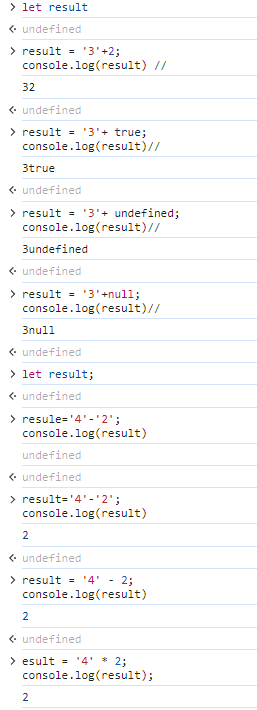 > let result
< undefined
> result = '3'+2;
console.log(result) //
32
< undefined
> result = '3'+ true;
console.log(result)//
3true
< undefined
> result = '3'+ undefined;
console.log(result)//
3undefined
< undefined
> result = '3'+null;
console.log(result)//
3null
< undefined
> let result;
< undefined
> resule='4'-'2';
console.log(result)
undefined
< undefined
> result='4'-'2';
console.log(result)
2
< undefined
> result = '4' - 2;
console.log(result)
2
< undefined
> esult = '4' * 2;
console.log(result);
2